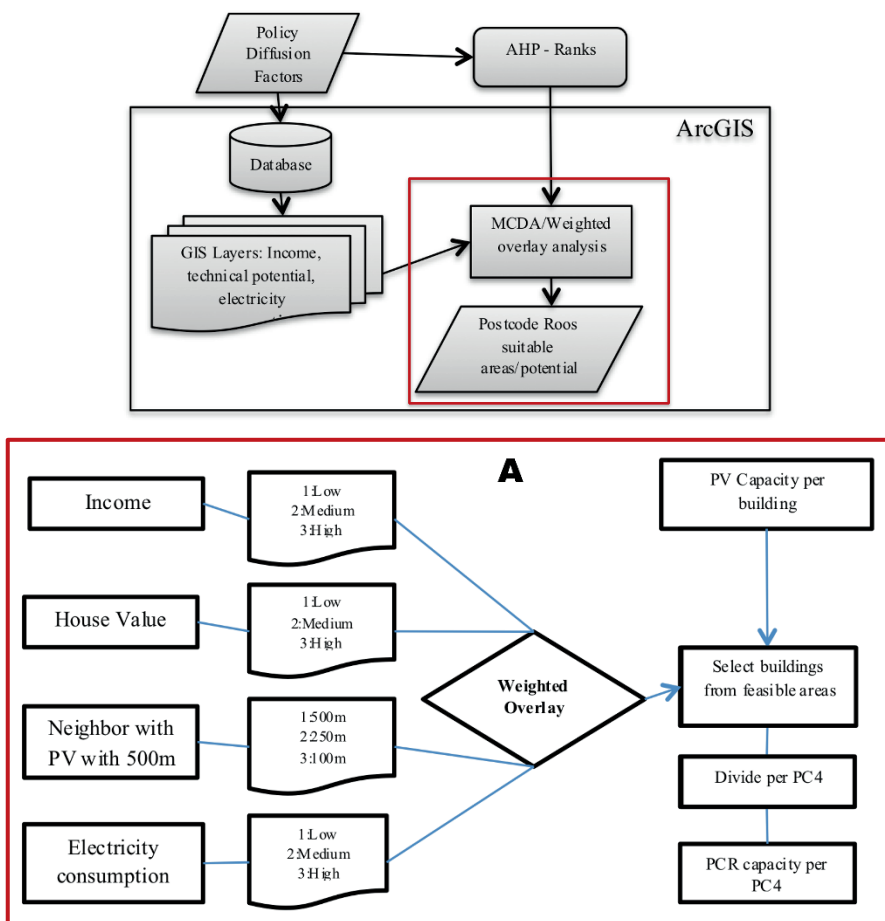 Policy
Diffusion
Factors
AHP - Ranks
ArcGIS
Database
MCDA/Weighted
overlay analysis
GIS Layers: Income,
technical potential,
electricity
Postcode Roos
suitable
areas/potential
A
Income
1:Low
2:Medium
3:High
PV Capacity per
building
House Value
1:Low
2:Medium
3:High
Weighted
Overlay
Select buildings
from feasible areas
Neighbor with
PV with 500m
1:500m
2:250m
3:100m
Divide per PC4
Electricity
consumption
1:Low
2:Medium
3:High
PCR capacity per
PC4